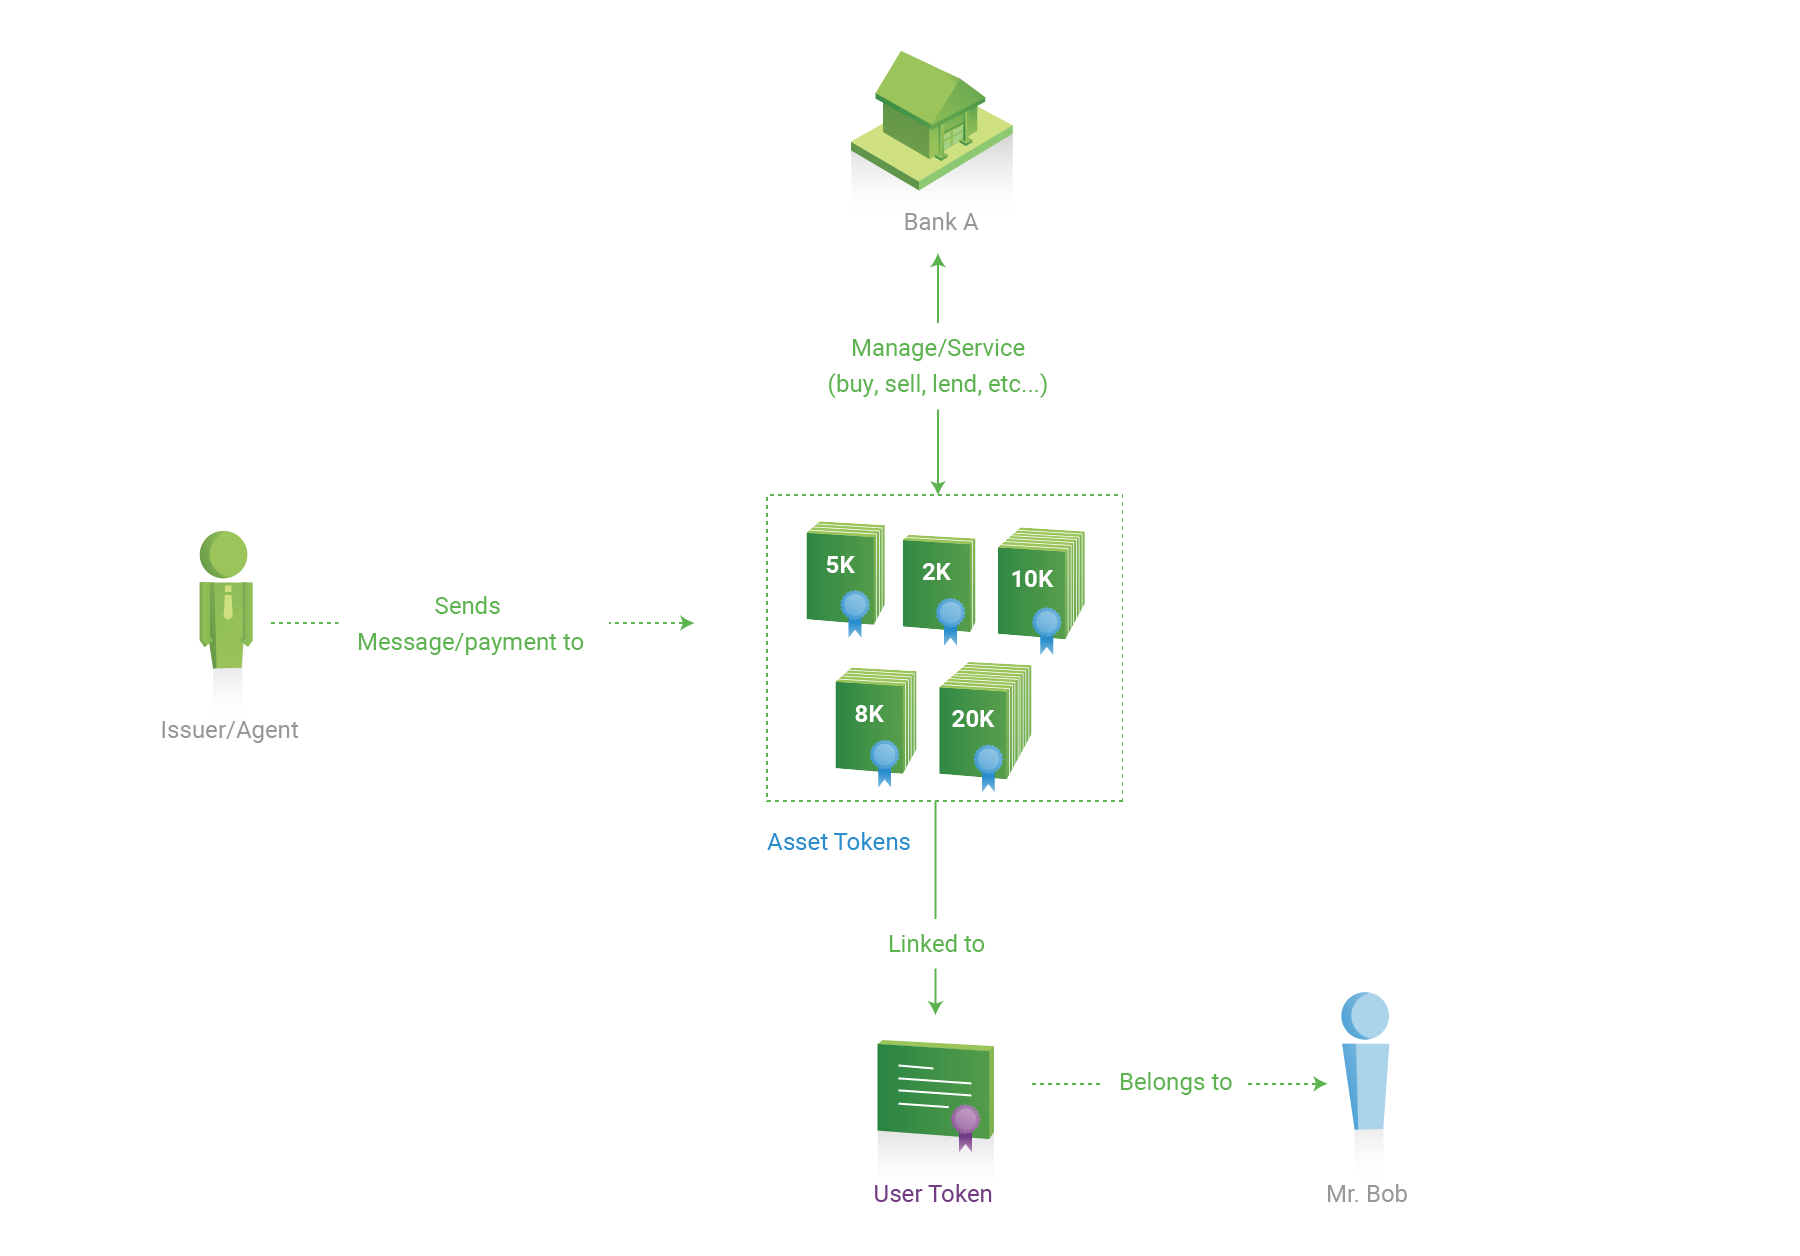 Bank A
Manage/Service
(buy, sell, lend, etc...)
5K
2K
10K
Sends
Message/payment to
8K
20K
Issuer/Agent
Asset Tokens
Linked to
Belongs to
User Token
Mr. Bob